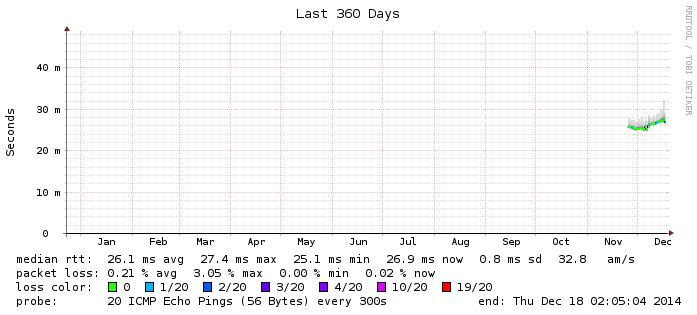 Last 360 Days
RRDTOOL / TOBI OETIKER
Seconds
40 m
30 m
20 m
10 m
0
Jan Feb Mar Apr May Jun Jul Aug Sep Oct Nov Dec
median rtt: 26.1 ms avg 27.4 ms max 25.1 ms min 26.9 ms now 0.8 ms sd 32.8 am/s
packet loss: 0.21 % avg 3.05 % max 0.00 % min 0.02 % now
loss color: 0 1/20 2/20 3/20 4/20 10/20 19/20
probe: 20 ICMP Echo Pings (56 Bytes) every 300s end: Thu Dec 18 02:05:04 2014